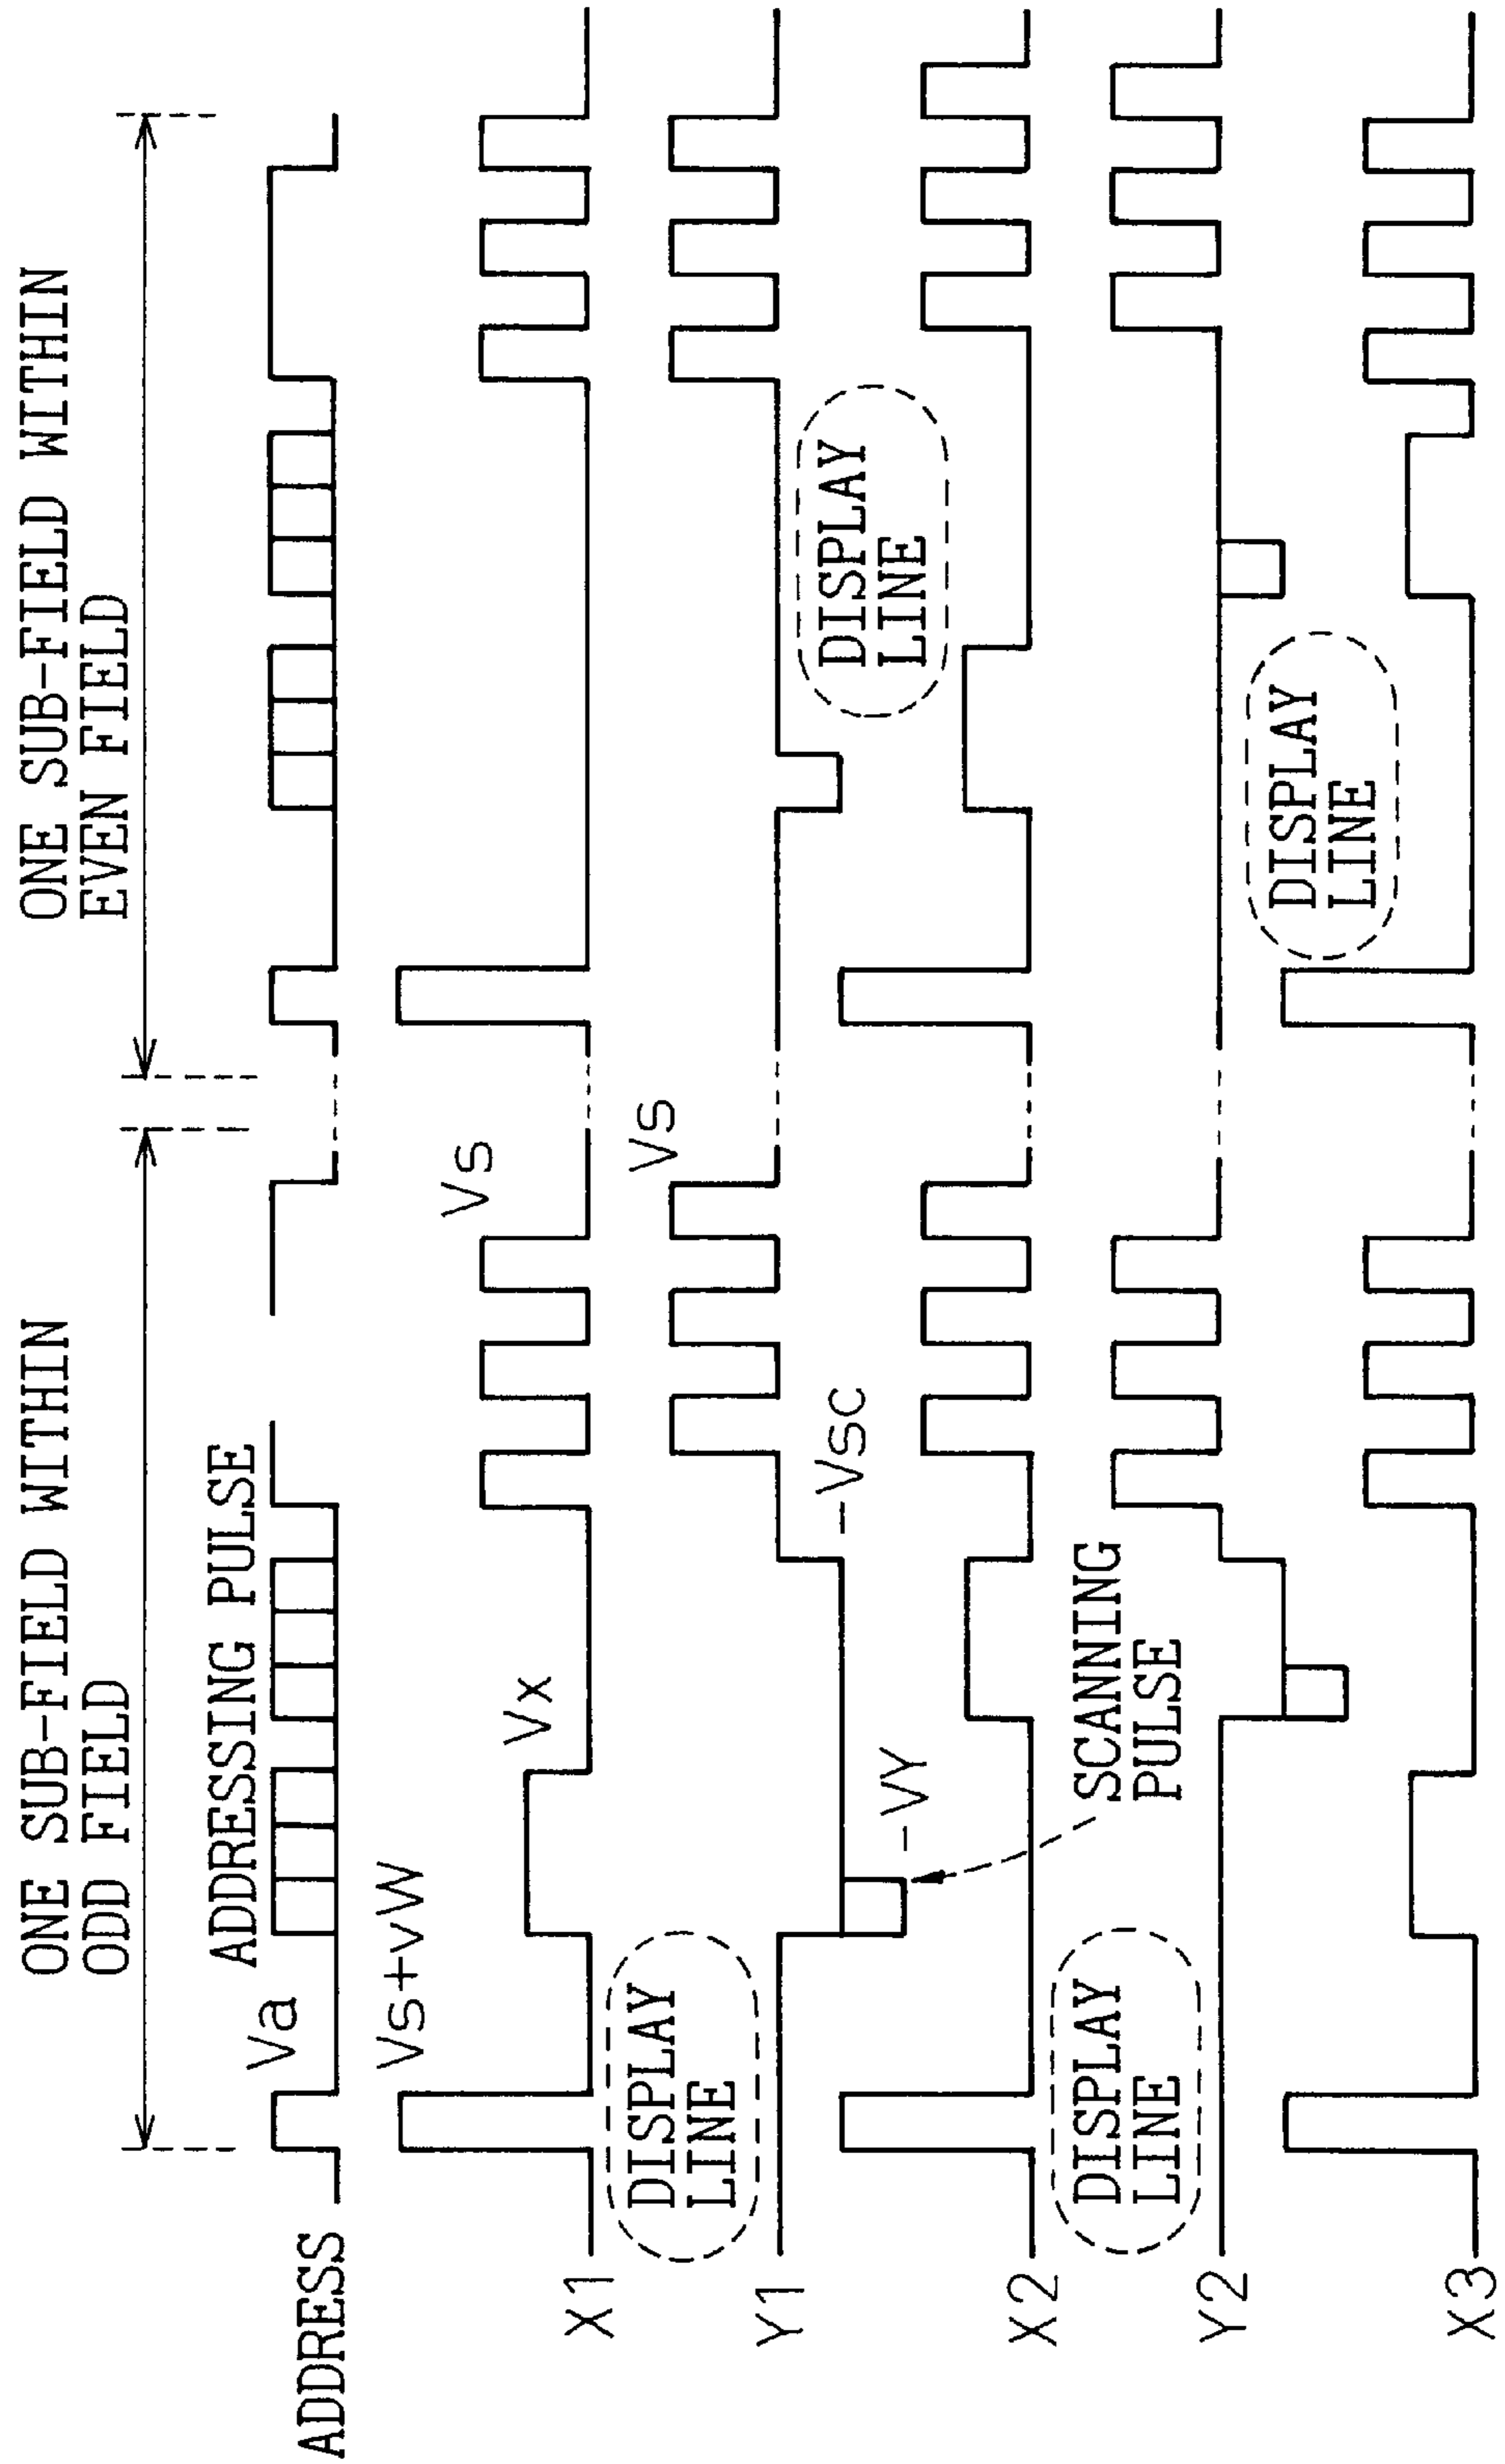 ONE SUB-FIELD WITHIN
ODD FIELD
ONE SUB-FIELD WITHIN
EVEN FIELD
ADDRESSING PULSE
Va
ADDRESS
Vs+vW
Vx
Vs
X1
DISPLAY
LINE
Vs
Y1
-Vsc
-VY
DISPLAY
LINE
X2
SCANNING
PULSE
DISPLAY
LINE
Y2
DISPLAY
LINE
X3